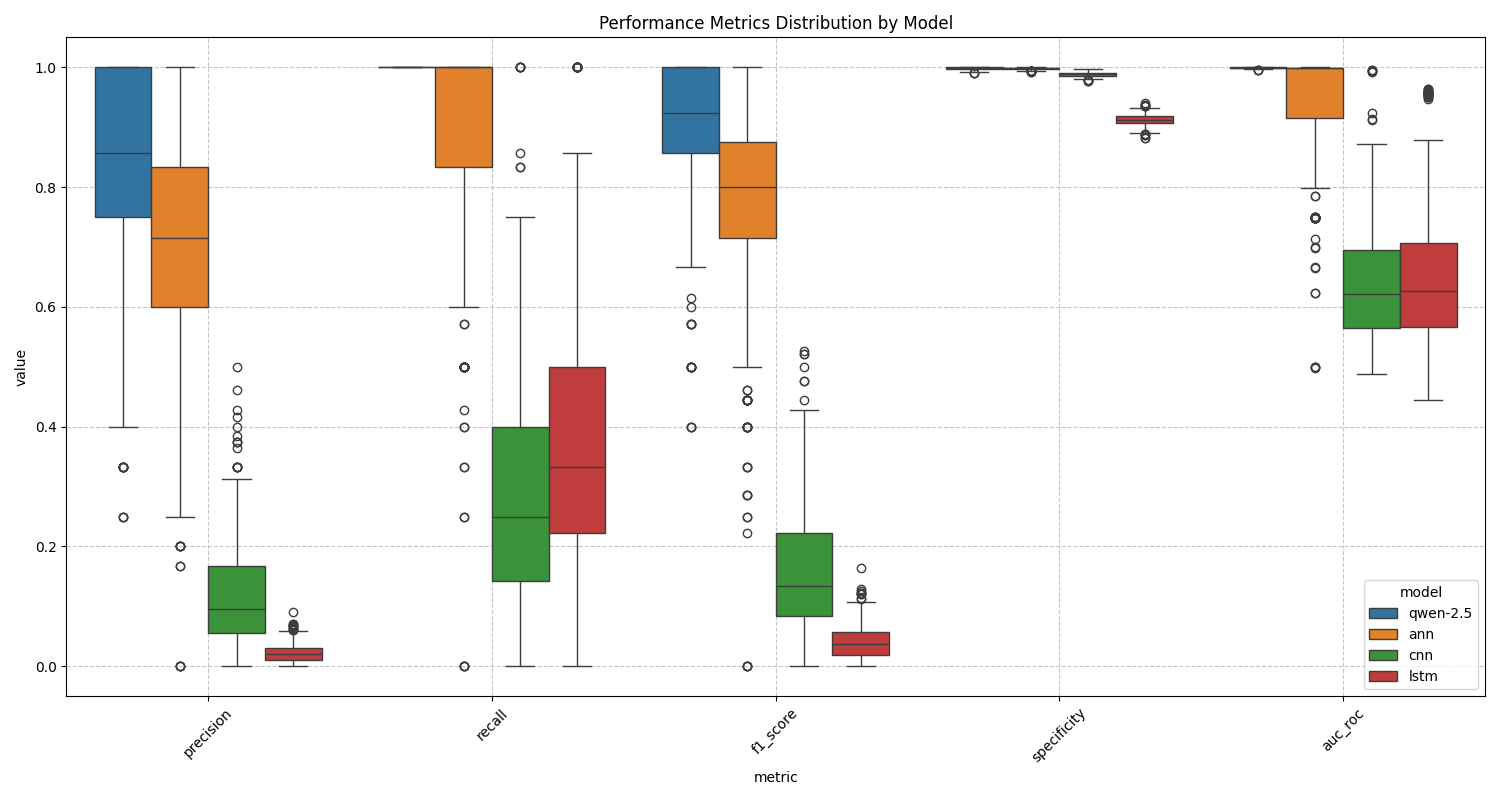 Performance Metrics Distribution by Model
value
1.0
0.8
0.6
0.4
0.2
0.0
precision
recall
f1_score
specificity
auc_roc
metric
model
qwen-2.5
ann
cnn
lstm